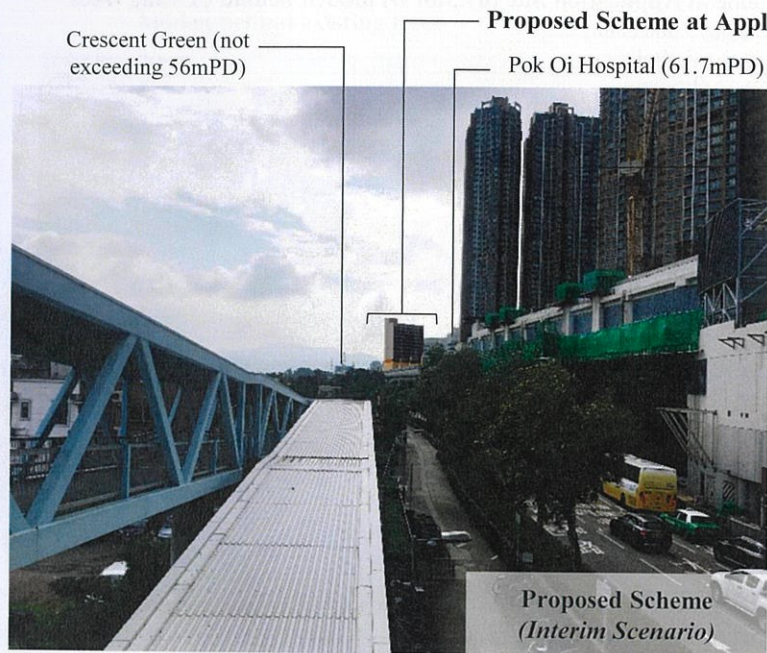 Proposed Scheme at Appl
Crescent Green (not
exceeding 56mPD)
Pok Oi Hospital (61.7mPD)
Proposed Scheme
(Interim Scenario)